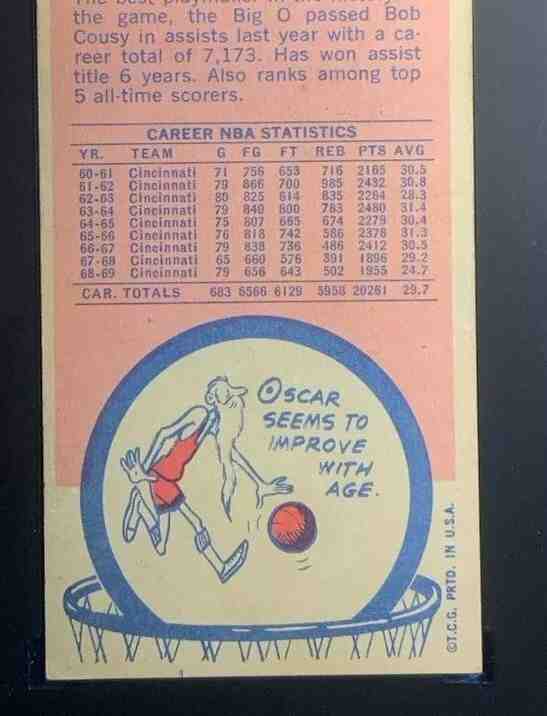 The best playmaker in the history of
the game, the Big O passed Bob
Cousy in assists last year with a ca-
reer total of 7,173. Has won assist
title 6 years. Also ranks among top
5 all-time scorers.
CAREER NBA STATISTICS
YR. TEAM G FG FT REB PTS AVG
60-61 Cincinnati 71 756 653 716 2165 30.5
61-62 Cincinnati 79 866 700 985 2432 30.8
62-63 Cincinnati 80 825 614 835 2264 28.3
63-64 Cincinnati 79 840 800 783 2480 31.4
64-65 Cincinnati 75 807 665 674 2279 30.4
65-66 Cincinnati 76 818 742 586 2378 31.3
66-67 Cincinnati 79 838 736 486 2412 30.5
67-68 Cincinnati 65 660 576 391 1896 29.2
68-69 Cincinnati 79 656 643 502 1955 24.7
CAR. TOTALS 683 6566 6129 5958 20261 29.7
OSCAR
SEEMS TO
IMPROVE
WITH
AGE.
©T.C.G. PRTD. IN U.S.A.